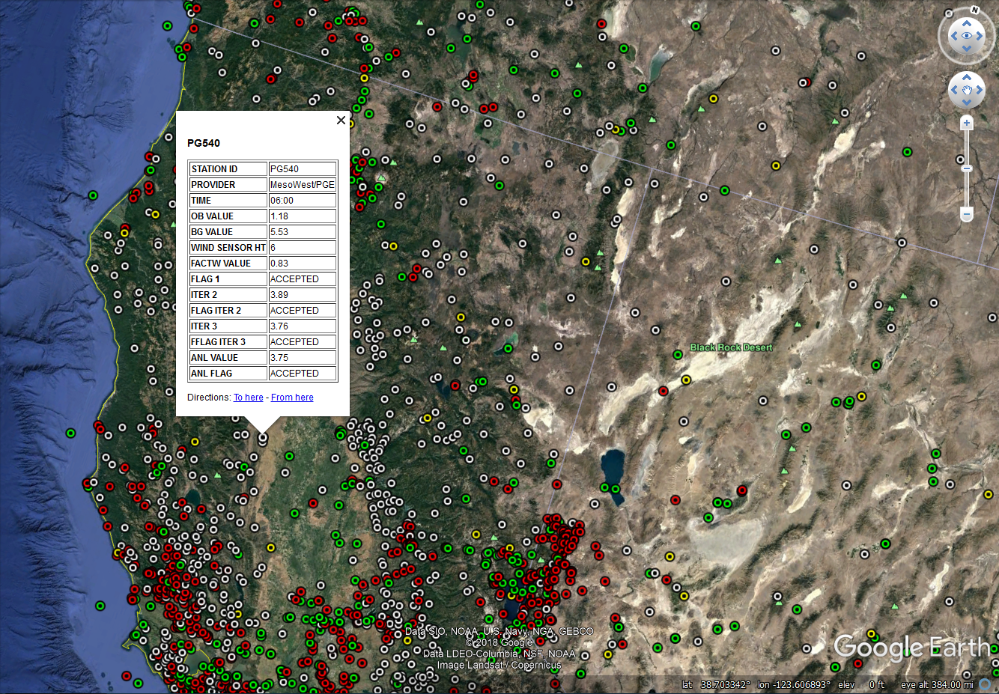 N
PG540
STATION ID PG540
PROVIDER MesoWest/PGE
TIME 06:00
OB VALUE 1.18
BG VALUE 5.53
WIND SENSOR HT 6
FACTW VALUE 0.83
FLAG 1 ACCEPTED
ITER 2 3.89
FLAG ITER 2 ACCEPTED
ITER 3 3.76
FFLAG ITER 3 ACCEPTED
ANL VALUE 3.75
ANL FLAG ACCEPTED
Directions: To here - From here
Black Rock Desert
Data SIO, NOAA, U.S. Navy, NGA, GEBCO
© 2018 Google
Data LDEO-Columbia, NSF, NOAA
Image Landsat / Copernicus
Google Earth
lat 38.703342° lon -123.606893° elev 0 ft eye alt 384.00 mi